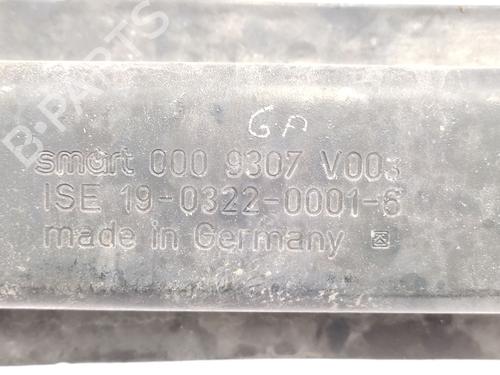 B-PARTS
GA
smart 000 9307 V003
ISE 19-0322-0001-6
made in Germany